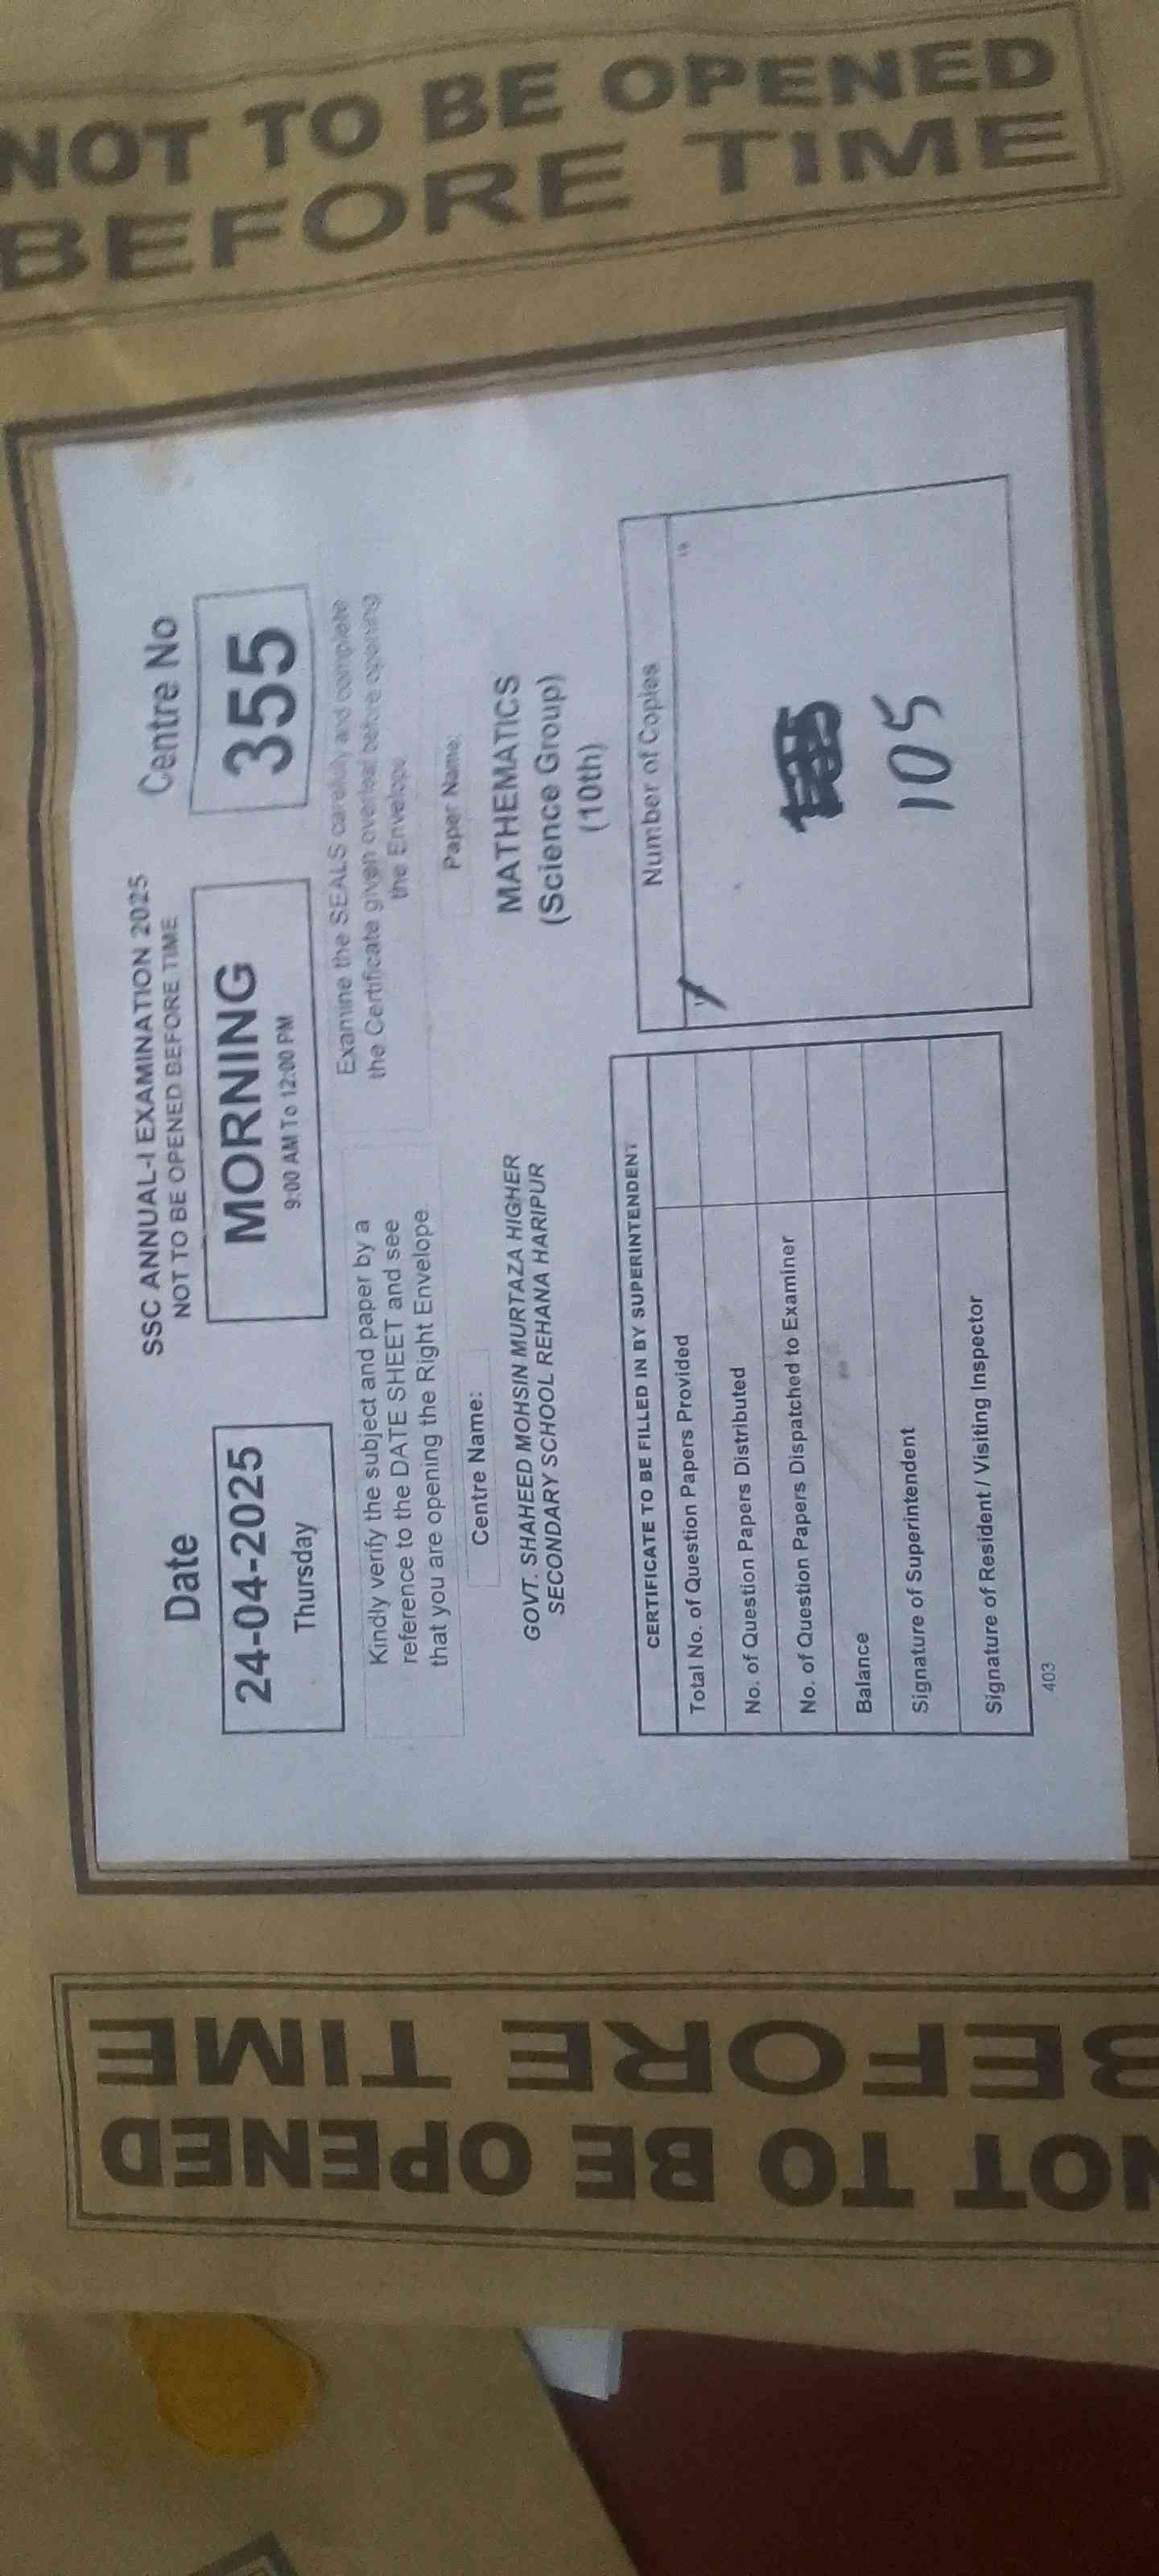 NOT TO BE OPENED
BEFORE TIME
SSC ANNUAL-I EXAMINATION 2025
NOT TO BE OPENED BEFORE TIME
Date
24-04-2025
Thursday
MORNING
9:00 AM To 12:00 PM
Centre No
355
Kindly verify the subject and paper by a
reference to the DATE SHEET and see
that you are opening the Right Envelope
Examine the SEALS carefully and complete
the Certificate given overleaf before opening
the Envelope
Centre Name:
GOVT. SHAHEED MOHSIN MURTAZA HIGHER
SECONDARY SCHOOL REHANA HARIPUR
Paper Name:
MATHEMATICS
(Science Group)
(10th)
CERTIFICATE TO BE FILLED IN BY SUPERINTENDENT
Total No. of Question Papers Provided
No. of Question Papers Distributed
No. of Question Papers Dispatched to Examiner
Balance
Signature of Superintendent
Signature of Resident / Visiting Inspector
403
Number of Copies
105
NOT TO BE OPENED
BEFORE TIME